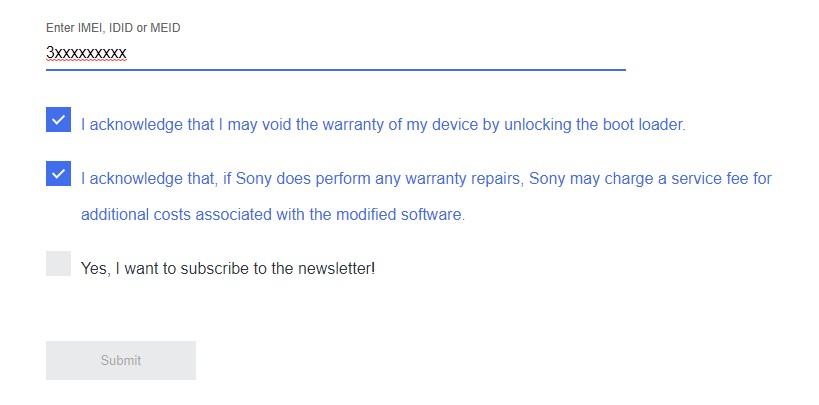 Enter IMEI, IDID or MEID
3xxxxxxxxx
I acknowledge that I may void the warranty of my device by unlocking the boot loader.
I acknowledge that, if Sony does perform any warranty repairs, Sony may charge a service fee for
additional costs associated with the modified software.
Yes, I want to subscribe to the newsletter!
Submit